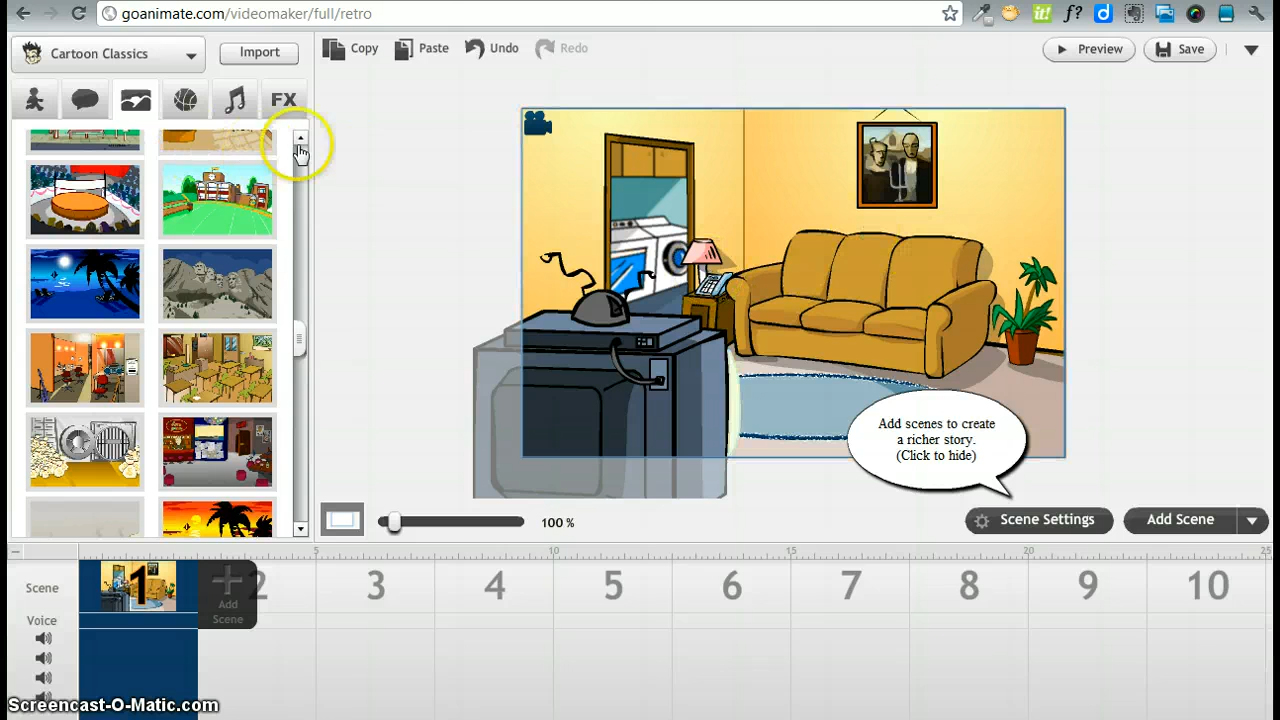 goanimate.com/videomaker/full/retro
it!
f?
d
Cartoon Classics
Import
Copy
Paste
Undo
Redo
Preview
Save
FX
Add scenes to create
a richer story.
(Click to hide)
100 %
Scene Settings
Add Scene
5
10
15
20
25
Scene
1
Add
Scene
2
3
4
5
6
7
8
9
10
Voice
Screencast-O-Matic.com